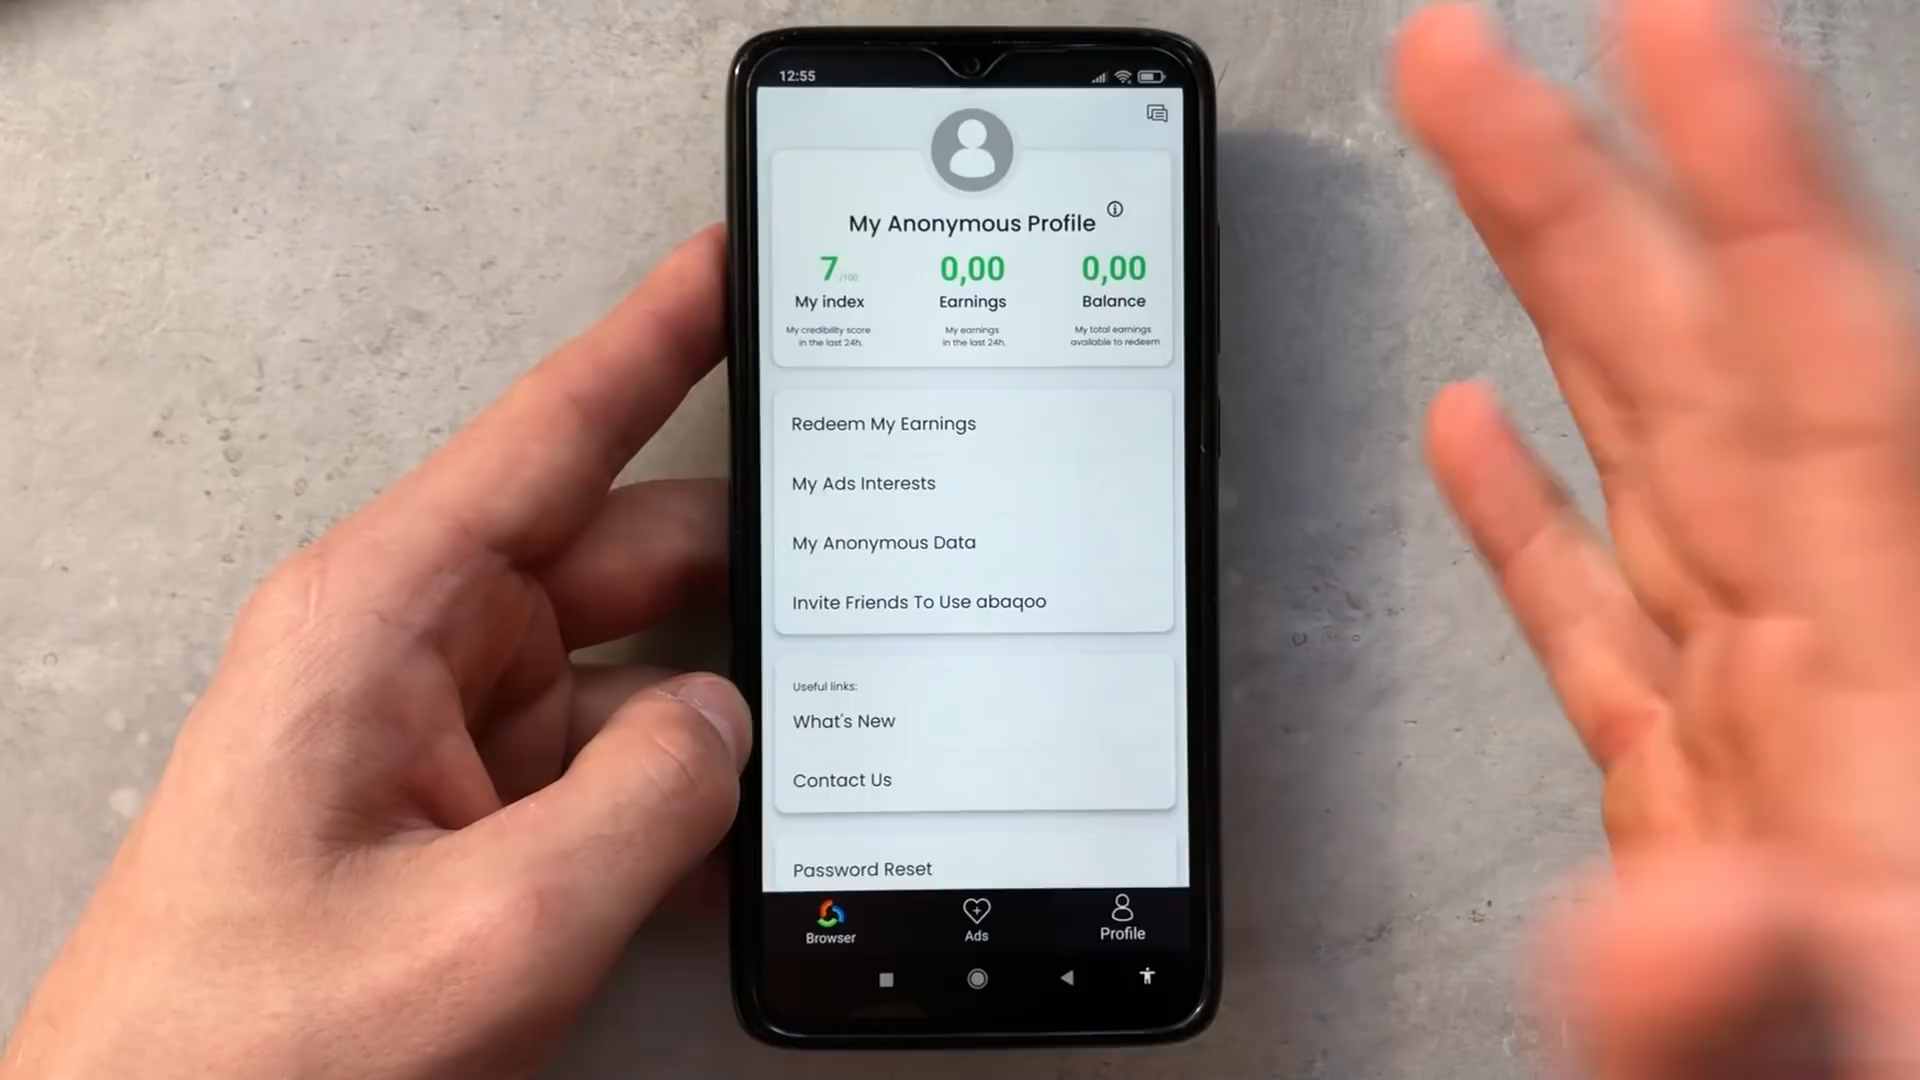 12:55
My Anonymous Profile
7 /100 0,00 0,00
My index Earnings Balance
My credibility score My earnings My total earnings
in the last 24h. in the last 24h. available to redeem
Redeem My Earnings
My Ads Interests
My Anonymous Data
Invite Friends To Use abaqoo
Useful links:
What's New
Contact Us
Password Reset
Browser Ads Profile